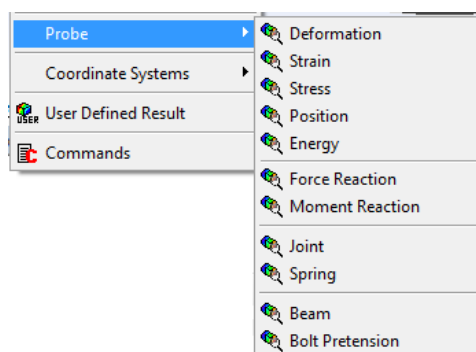 Probe
Coordinate Systems
USER User Defined Result
Commands
Deformation
Strain
Stress
Position
Energy
Force Reaction
Moment Reaction
Joint
Spring
Beam
Bolt Pretension